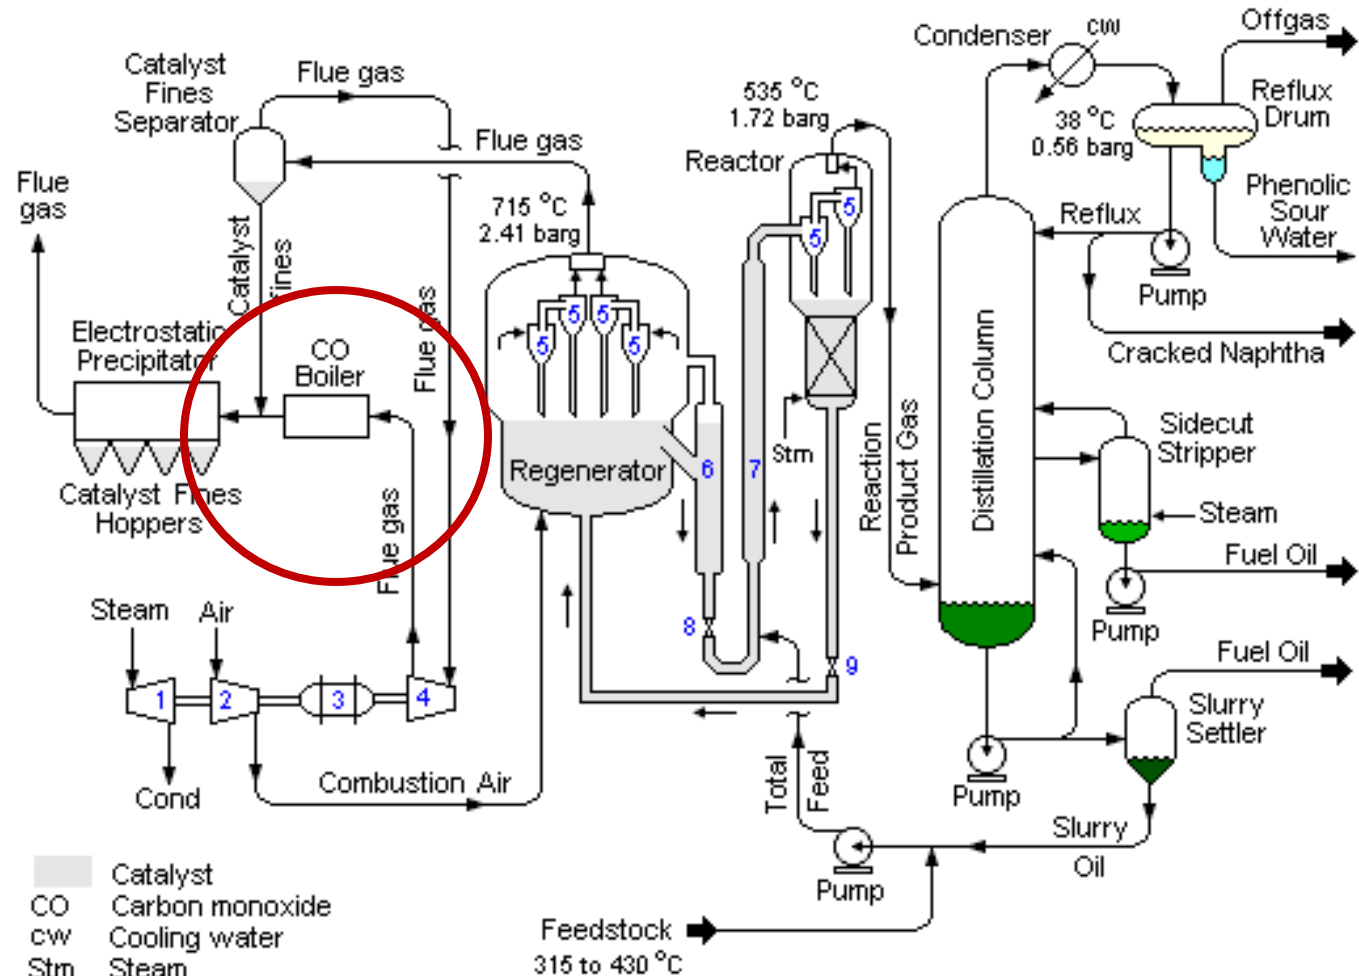 Offgas
CW
Condenser
Catalyst
Fines
Separator
Flue gas
535 °C
1.72 barg
Reflux
Drum
38 °C
0.56 barg
Flue gas
Reactor
Flue
gas
Phenolic
Sour
Water
715 °C
2.41 barg
5
5
Reflux
Catalyst
fines
Pump
Flue gas
Electrostatic
Precipitator
CO
Boiler
5
5
5
5
Cracked Naphtha
Distillation Column
Sidecut
Stripper
Regenerator
6
7
Stm
Reaction
Product Gas
Catalyst Fines
Hoppers
Flue gas
Steam
Fuel Oil
Steam
Air
8
Pump
Fuel Oil
9
1
2
3
4
Slurry
Settler
Combustion Air
Cond
Total
Feed
Pump
Slurry
Oil
Pump
Catalyst
CO Carbon monoxide
CW Cooling water
Stm Steam
Feedstock
315 to 430 °C